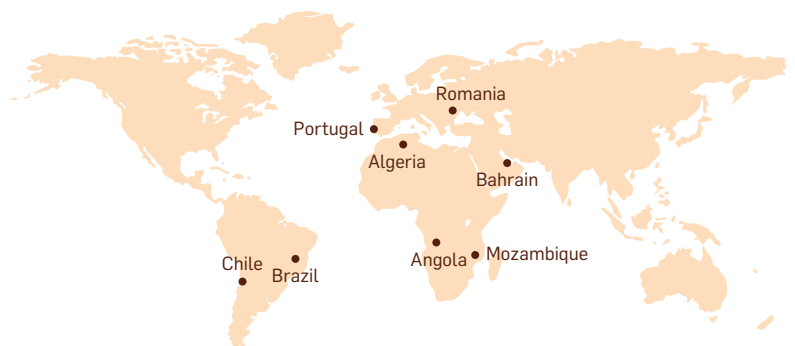 Romania
Portugal
Algeria
Bahrain
Angola
Mozambique
Chile
Brazil